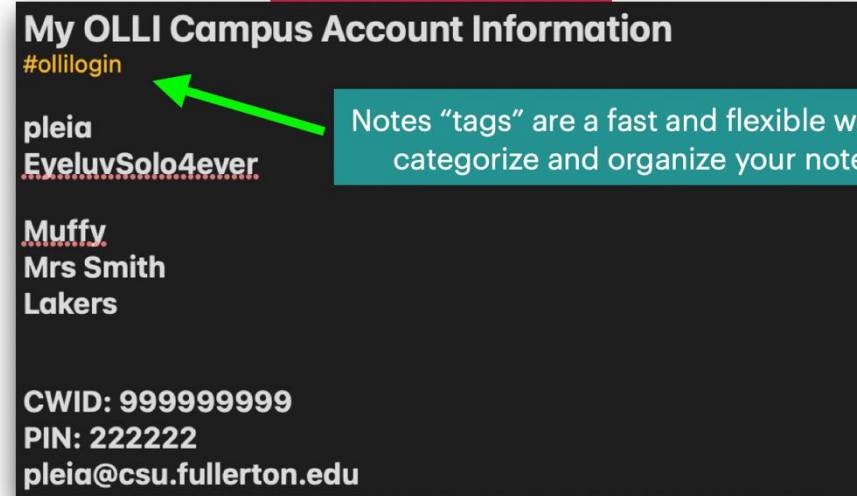 My OLLI Campus Account Information
#ollilogin
Notes “tags” are a fast and flexible
categorize and organize your
pleia
EveluvSolo4ever
Muffy
Mrs Smith
Lakers
CWID: 999999999
PIN: 222222
pleia@csu.fullerton.edu